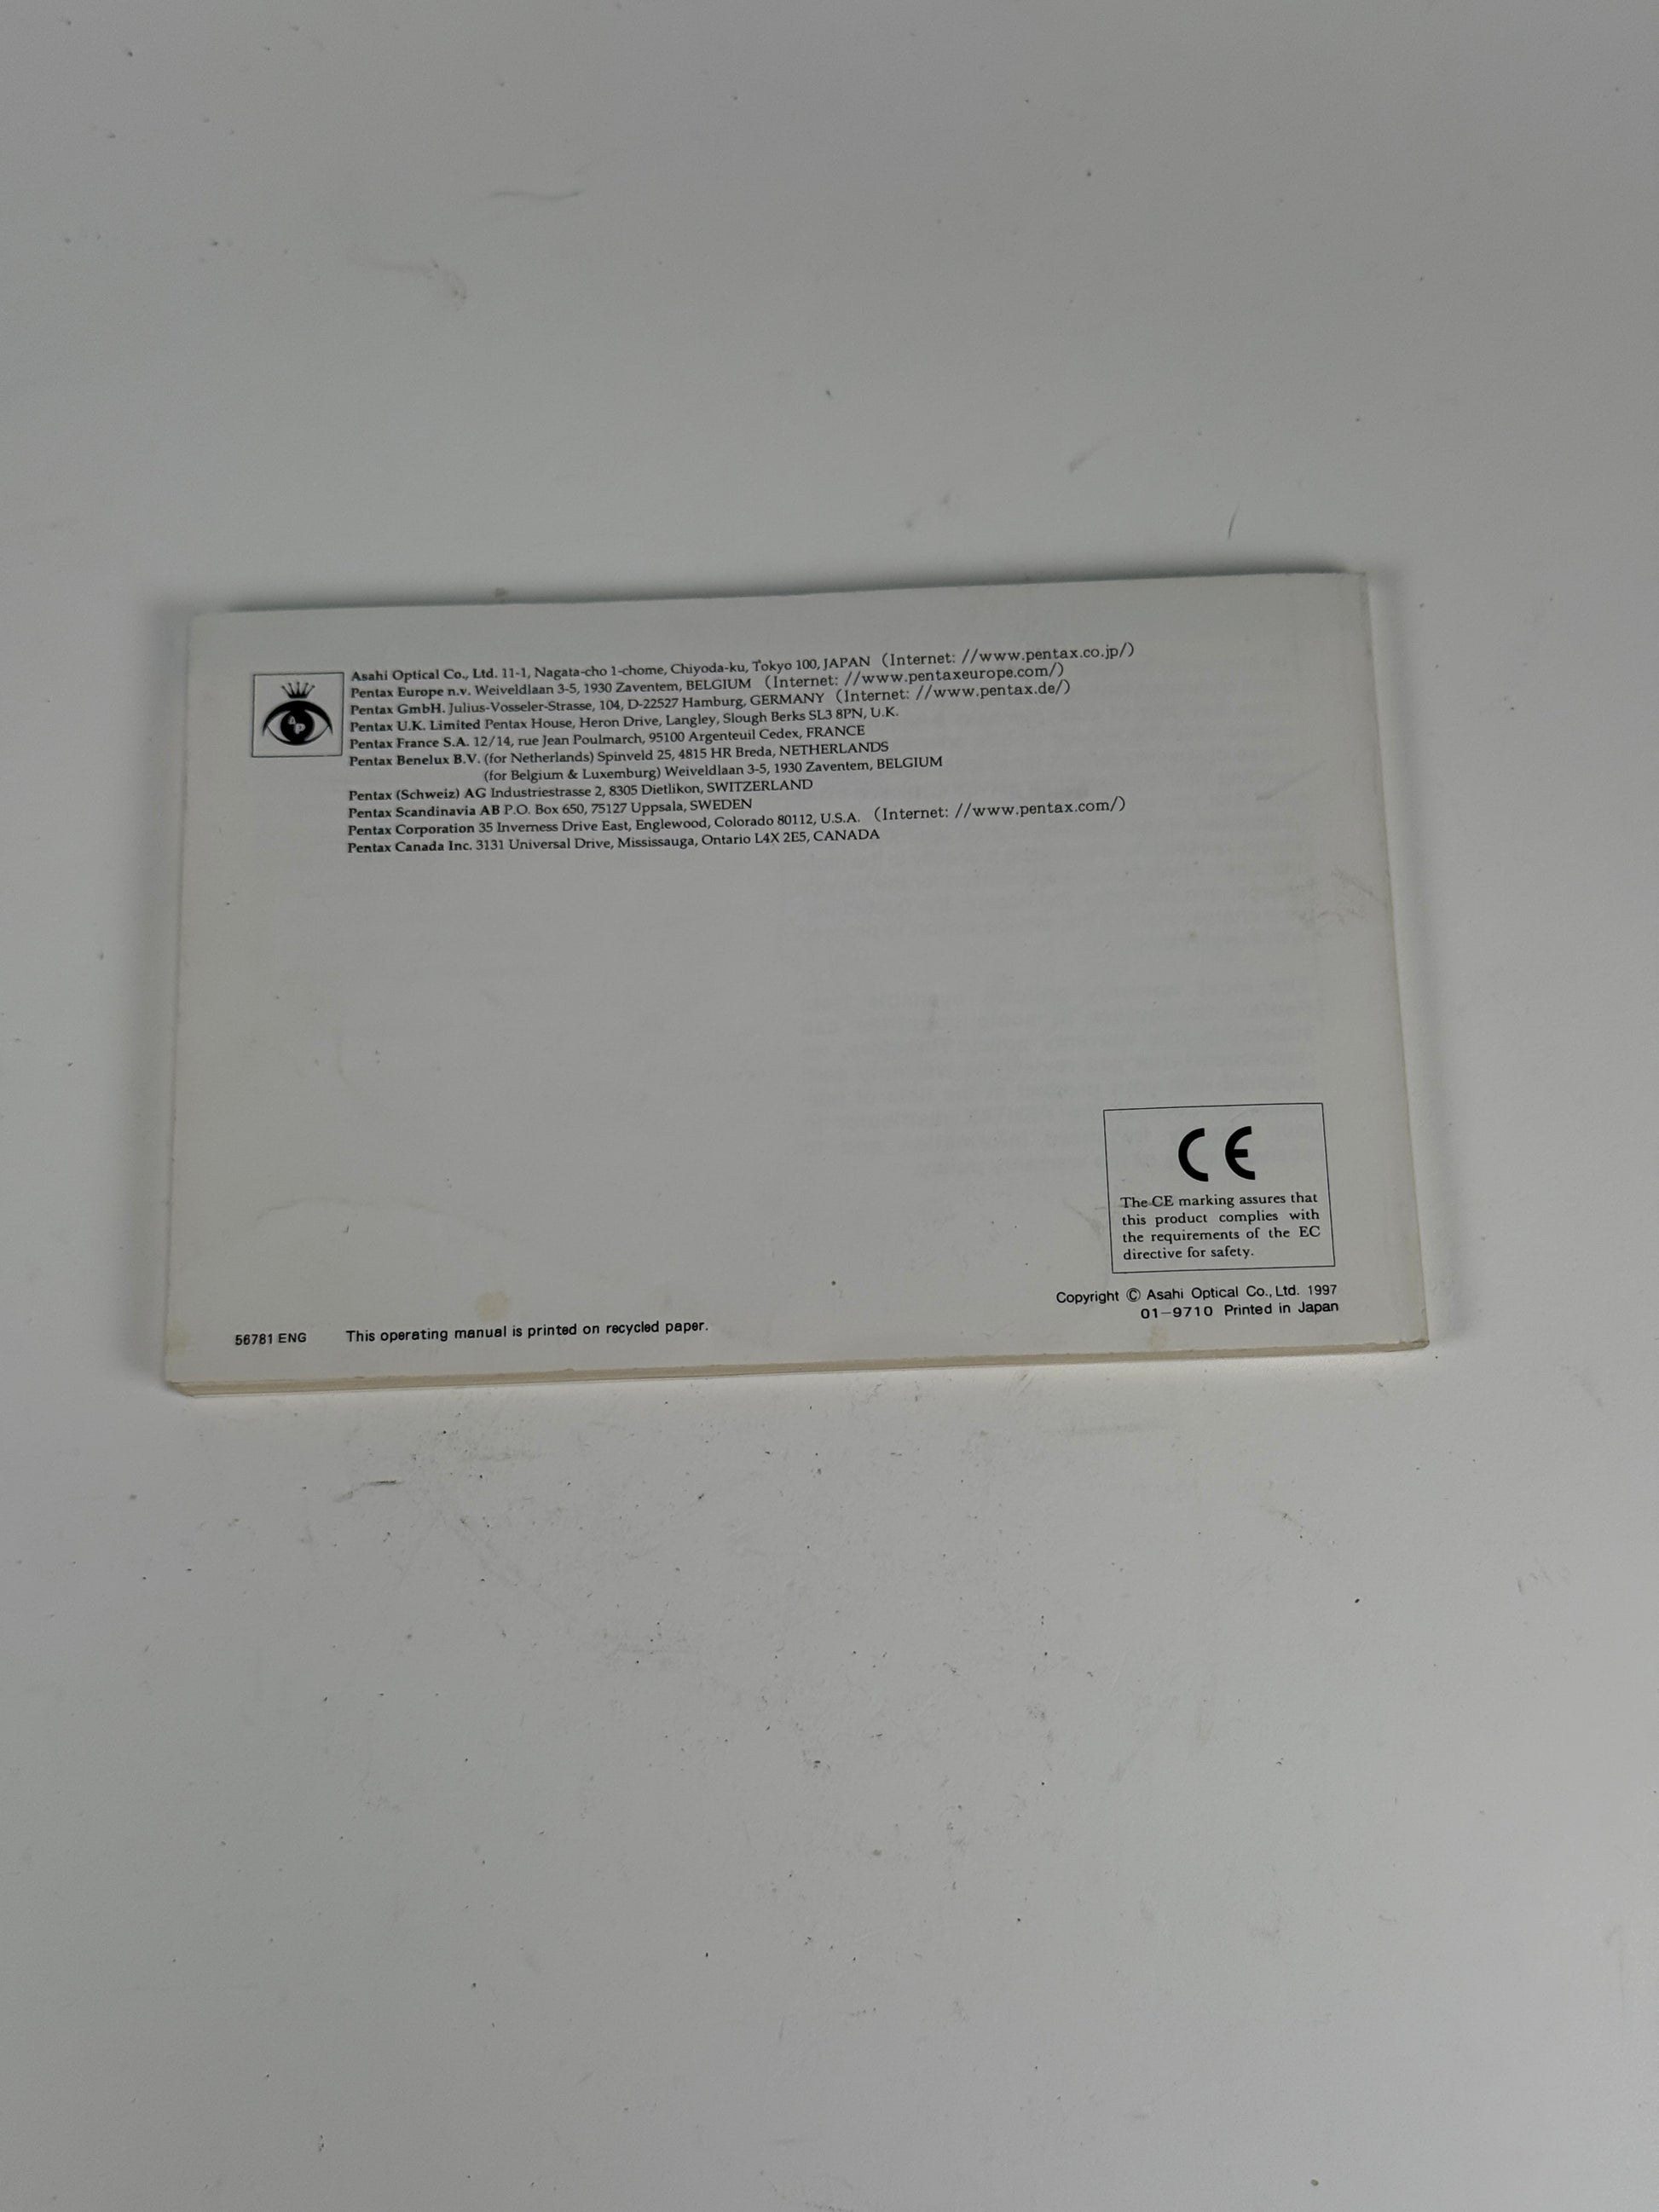 Asahi Optical Co., Ltd. 11-1, Nagata-cho 1-chome, Chiyoda-ku, Tokyo 100, JAPAN (Internet: //www.pentax.co.jp/)
Pentax Europe n.v. Weiveldlaan 3-5, 1930 Zaventem, BELGIUM (Internet: //www.pentaxeurope.com/)
Pentax GmbH. Julius-Vosseler-Strasse, 104, D-22527 Hamburg, GERMANY (Internet: //www.pentax.de/)
Pentax U.K. Limited Pentax House, Heron Drive, Langley, Slough Berks SL3 8PN, U.K.
Pentax France S.A. 12/14, rue Jean Poulmarch, 95100 Argenteuil Cedex, FRANCE
Pentax Benelux B.V. (for Netherlands) Spinveld 25, 4815 HR Breda, NETHERLANDS
(for Belgium & Luxemburg) Weiveldlaan 3-5, 1930 Zaventem, BELGIUM
Pentax (Schweiz) AG Industriestrasse 2, 8305 Dietlikon, SWITZERLAND
Pentax Scandinavia AB P.O. Box 650, 75127 Uppsala, SWEDEN
Pentax Corporation 35 Inverness Drive East, Englewood, Colorado 80112, U.S.A. (Internet: //www.pentax.com/)
Pentax Canada Inc. 3131 Universal Drive, Mississauga, Ontario L4X 2E5, CANADA
AP
CE
The CE marking assures that
this product complies with
the requirements of the EC
directive for safety.
Copyright © Asahi Optical Co., Ltd. 1997
01-9710 Printed in Japan
56781 ENG This operating manual is printed on recycled paper.